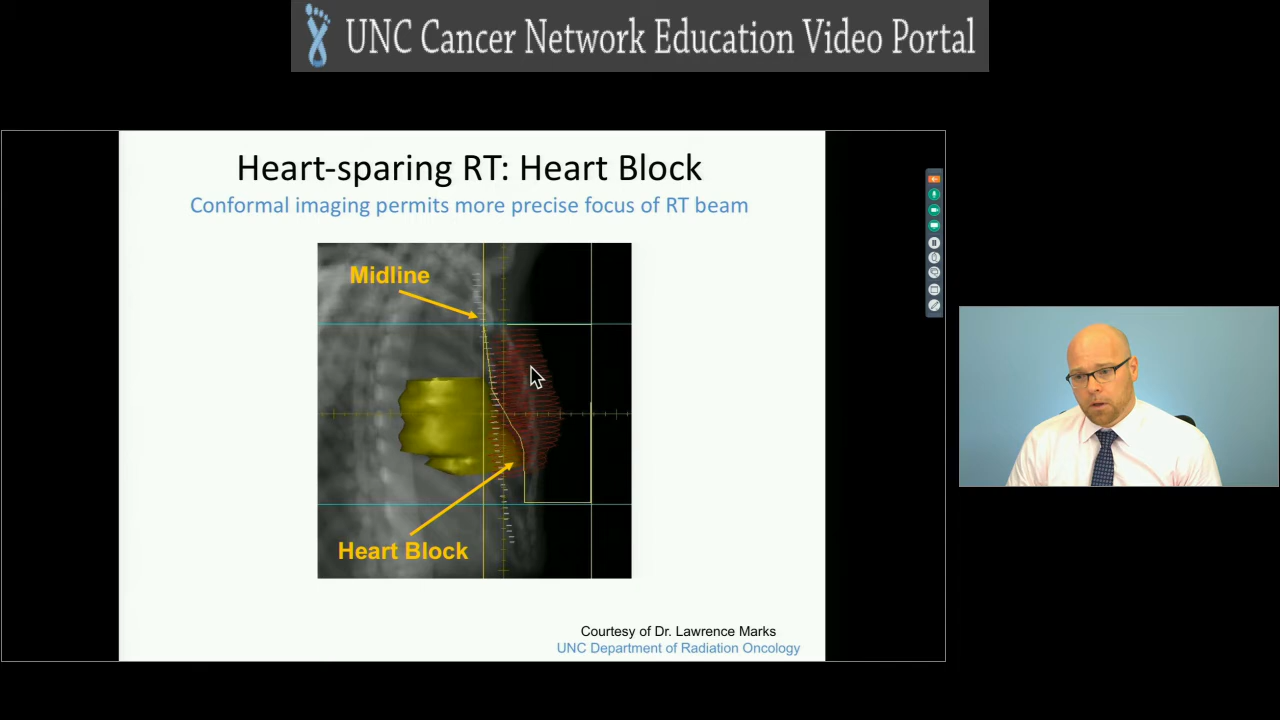 UNC Cancer Network Education Video Portal
Heart-sparing RT: Heart Block
Conformal imaging permits more precise focus of RT beam
Midline
Heart Block
Courtesy of Dr. Lawrence Marks
UNC Department of Radiation Oncology